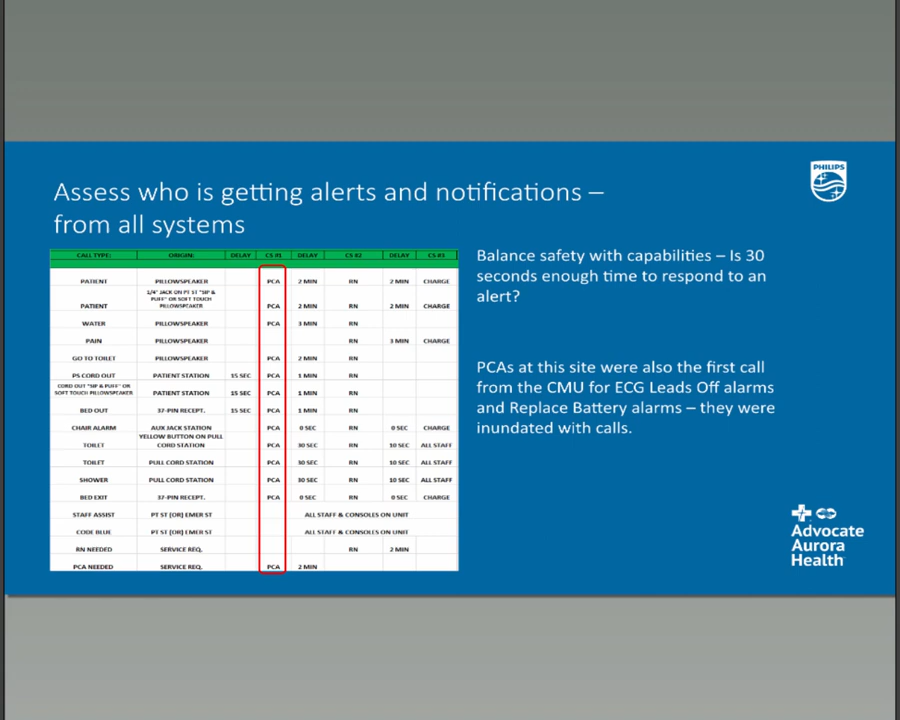 PHILIPS
Assess who is getting alerts and notifications –
from all systems
CALL TYPE: ORIGIN: DELAY CS #1 DELAY CS #2 DELAY CS #3
PATIENT PILLOWSPEAKER PCA 2 MIN RN 2 MIN CHARGE
1/4" JACK ON PT ST "SIP &
PUFF" OR SOFT TOUCH
PATIENT PILLOWSPEAKER PCA 2 MIN RN 2 MIN CHARGE
WATER PILLOWSPEAKER PCA 3 MIN RN
PAIN PILLOWSPEAKER RN 3 MIN CHARGE
GO TO TOILET PILLOWSPEAKER PCA 2 MIN RN
PS CORD OUT PATIENT STATION 15 SEC PCA 1 MIN RN
CORD OUT "SIP & PUFF" OR
SOFT TOUCH PILLOWSPEAKER PATIENT STATION 15 SEC PCA 1 MIN RN
BED OUT 37-PIN RECEPT. 15 SEC PCA 1 MIN RN
CHAIR ALARM AUX JACK STATION PCA 0 SEC RN 0 SEC CHARGE
YELLOW BUTTON ON PULL
TOILET CORD STATION PCA 30 SEC RN 10 SEC ALL STAFF
TOILET PULL CORD STATION PCA 30 SEC RN 10 SEC ALL STAFF
SHOWER PULL CORD STATION PCA 30 SEC RN 10 SEC ALL STAFF
BED EXIT 37-PIN RECEPT. PCA 0 SEC RN 0 SEC CHARGE
STAFF ASSIST PT ST [OR] EMER ST ALL STAFF & CONSOLES ON UNIT
CODE BLUE PT ST [OR] EMER ST ALL STAFF & CONSOLES ON UNIT
RN NEEDED SERVICE REQ. RN 2 MIN
PCA NEEDED SERVICE REQ. PCA 2 MIN
Balance safety with capabilities – Is 30
seconds enough time to respond to an
alert?
PCAs at this site were also the first call
from the CMU for ECG Leads Off alarms
and Replace Battery alarms – they were
inundated with calls.
Advocate
Aurora
Health